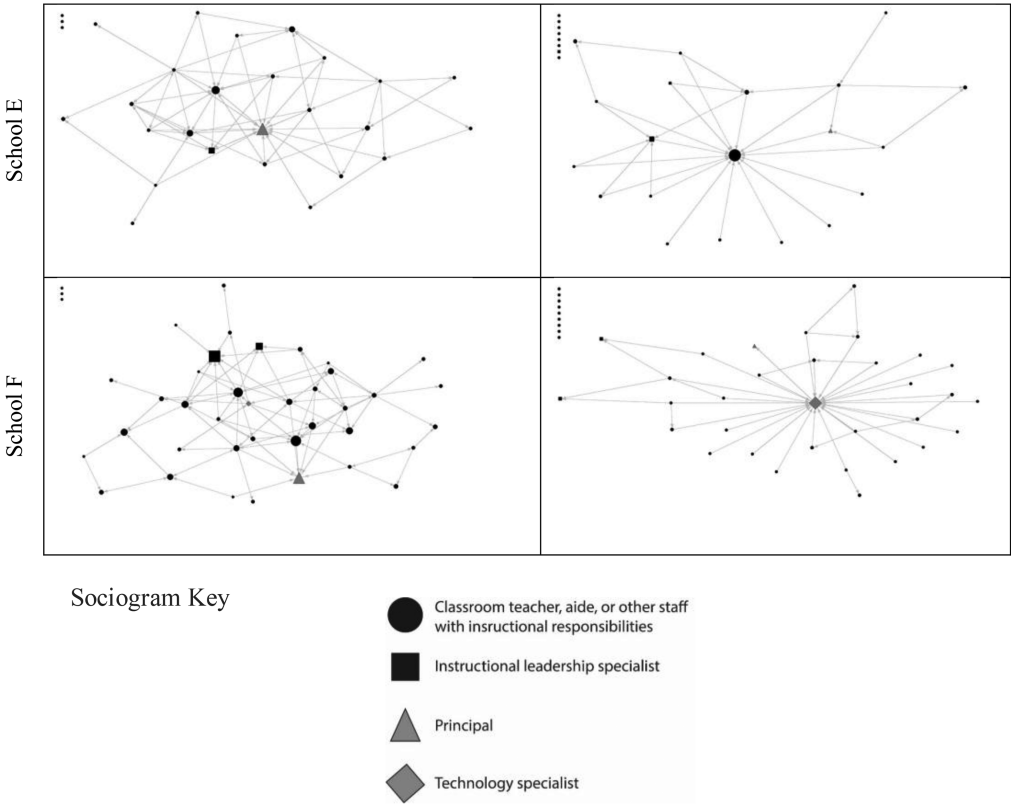 School E
School F
Sociogram Key
Classroom teacher, aide, or other staff
with insructional responsibilities
Instructional leadership specialist
Principal
Technology specialist